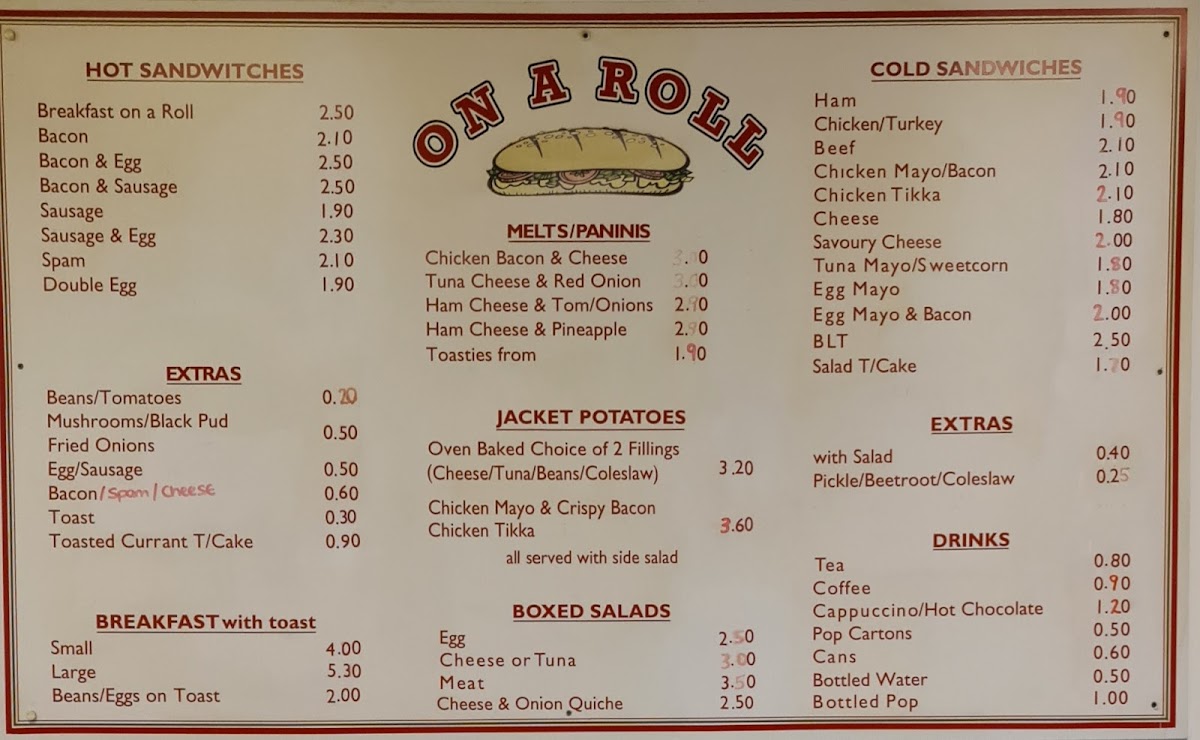 HOT SANDWITCHES
Breakfast on a Roll 2.50
Bacon 2.10
Bacon & Egg 2.50
Bacon & Sausage 2.50
Sausage 1.90
Sausage & Egg 2.30
Spam 2.10
Double Egg 1.90
EXTRAS
Beans/Tomatoes 0.20
Mushrooms/Black Pud
Fried Onions 0.50
Egg/Sausage 0.50
Bacon/Spam/Cheese 0.60
Toast 0.30
Toasted Currant T/Cake 0.90
BREAKFAST with toast
Small 4.00
Large 5.30
Beans/Eggs on Toast 2.00
ON A ROLL
MELTS/PANINIS
Chicken Bacon & Cheese 3.00
Tuna Cheese & Red Onion 3.00
Ham Cheese & Tom/Onions 2.90
Ham Cheese & Pineapple 2.90
Toasties from 1.90
JACKET POTATOES
Oven Baked Choice of 2 Fillings
(Cheese/Tuna/Beans/Coleslaw) 3.20
Chicken Mayo & Crispy Bacon
Chicken Tikka 3.60
all served with side salad
BOXED SALADS
Egg 2.50
Cheese or Tuna 3.00
Meat 3.50
Cheese & Onion Quiche 2.50
COLD SANDWICHES
Ham 1.90
Chicken/Turkey 1.90
Beef 2.10
Chicken Mayo/Bacon 2.10
Chicken Tikka 2.10
Cheese 1.80
Savoury Cheese 2.00
Tuna Mayo/Sweetcorn 1.80
Egg Mayo 1.80
Egg Mayo & Bacon 2.00
BLT 2.50
Salad T/Cake 1.70
EXTRAS
with Salad 0.40
Pickle/Beetroot/Coleslaw 0.25
DRINKS
Tea 0.80
Coffee 0.90
Cappuccino/Hot Chocolate 1.20
Pop Cartons 0.50
Cans 0.60
Bottled Water 0.50
Bottled Pop 1.00